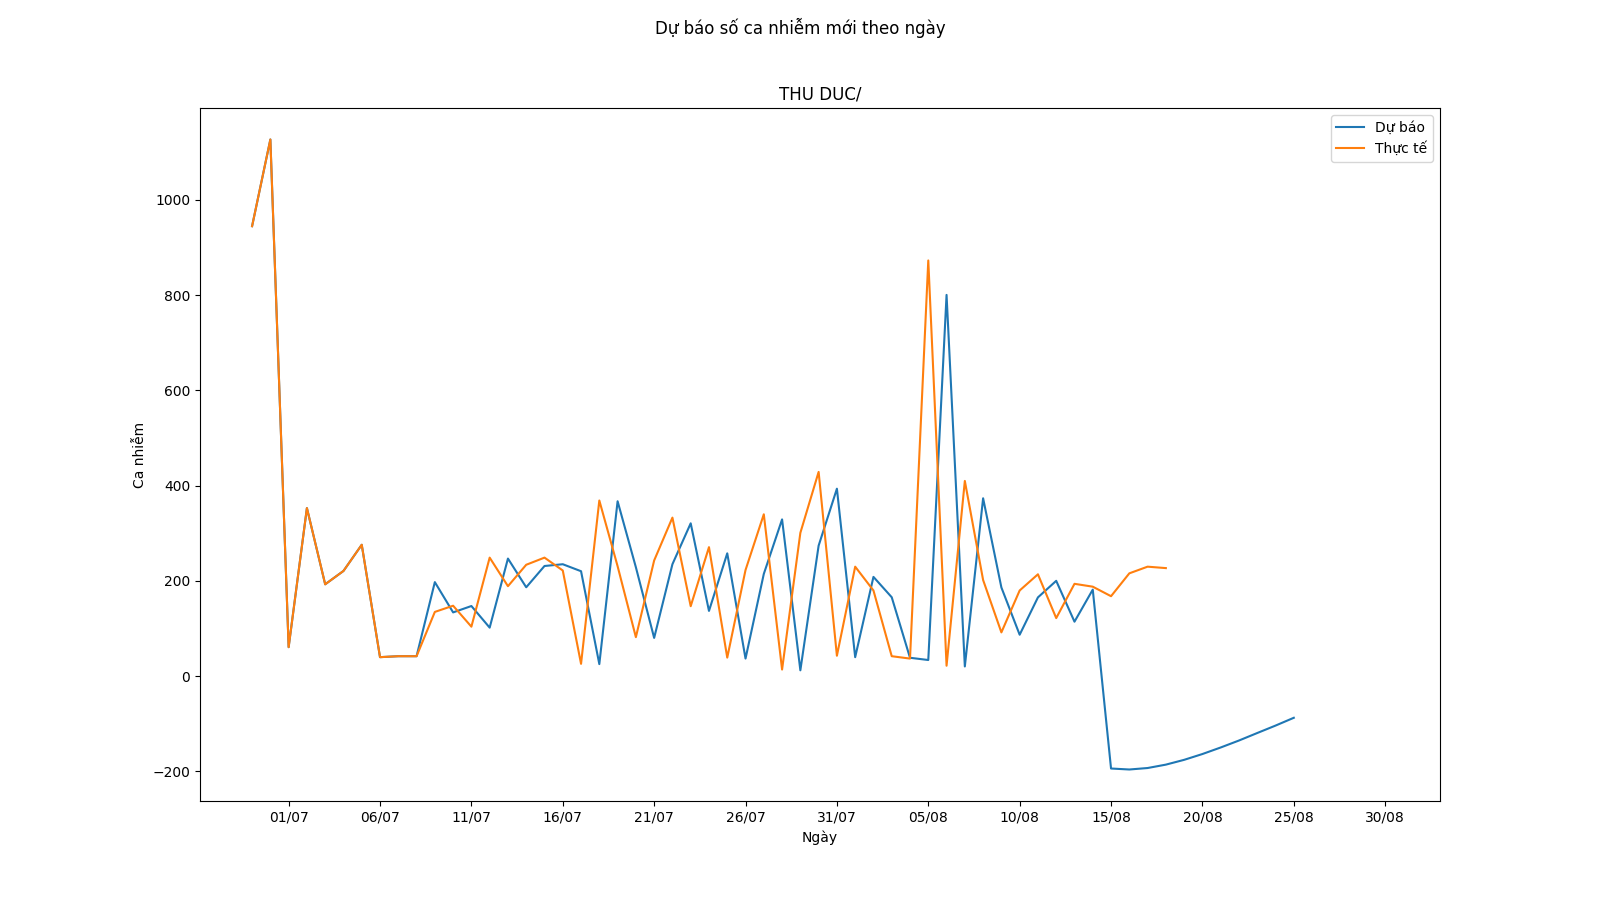 Dự báo số ca nhiễm mới theo ngày
THU DUC/
Dự báo
Thực tế
1000
800
600
400
200
0
−200
Ca nhiễm
01/07 06/07 11/07 16/07 21/07 26/07 31/07 05/08 10/08 15/08 20/08 25/08 30/08
Ngày